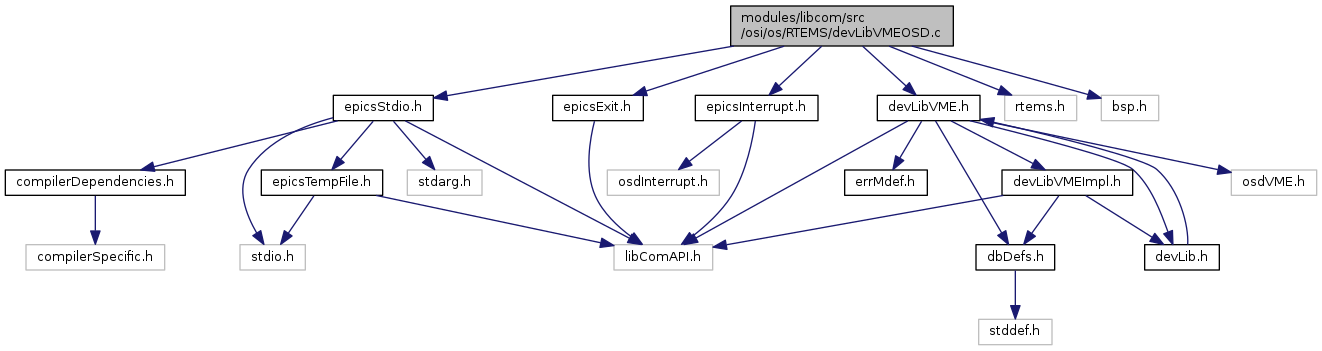 modules/libcom/src
/osi/os/RTEMS/devLibVMEOSD.c
epicsStdio.h
epicsExit.h
epicsInterrupt.h
devLibVME.h
rtems.h
bsp.h
compilerDependencies.h
epicsTempFile.h
stdarg.h
osdInterrupt.h
errMdef.h
devLibVMEImpl.h
osdVME.h
compilerSpecific.h
stdio.h
libComAPI.h
dbDefs.h
devLib.h
stddef.h